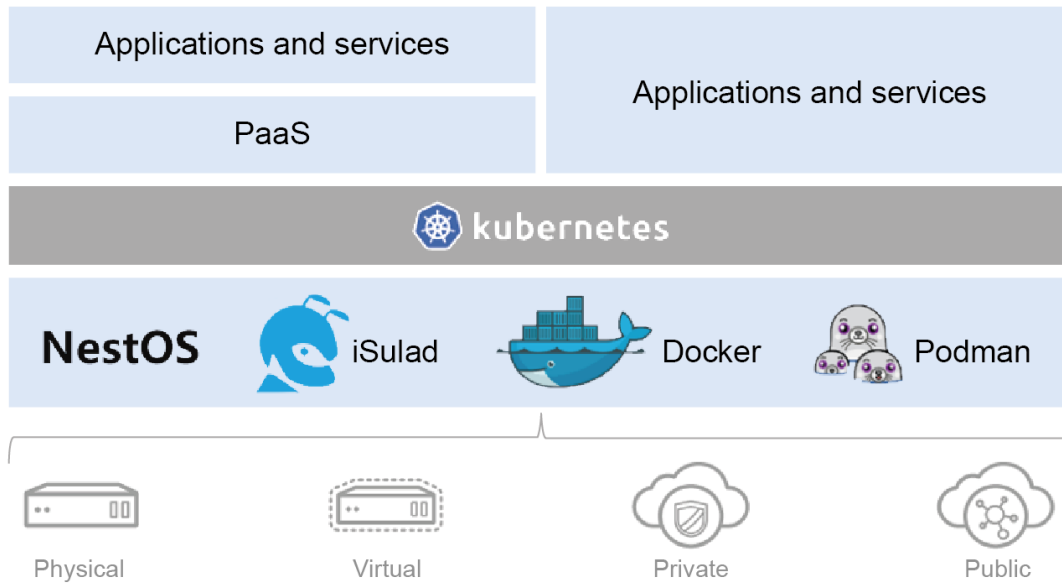 Applications and services
Applications and services
PaaS
kubernetes
NestOS
iSulad
Docker
Podman
Physical
Virtual
Private
Public